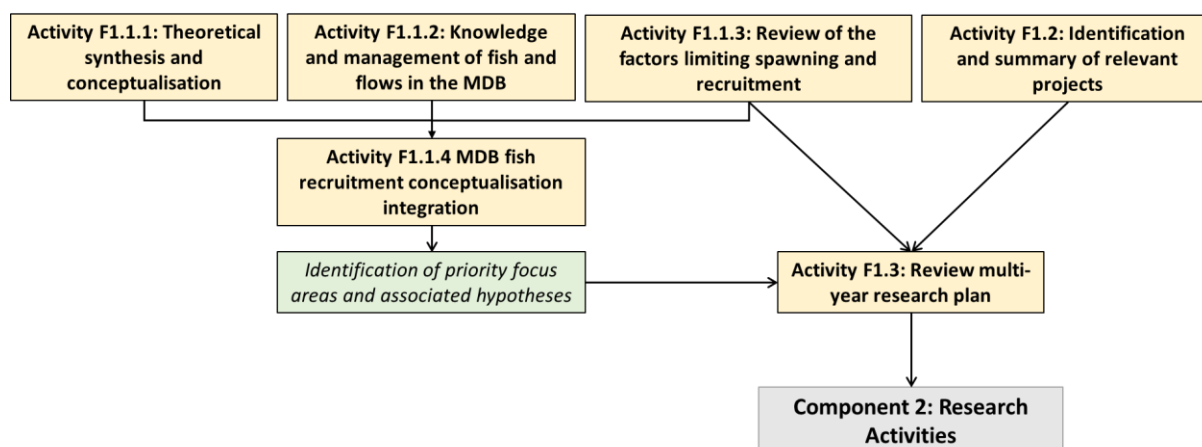 Activity F1.1.1: Theoretical
synthesis and
conceptualisation
Activity F1.1.2: Knowledge
and management of fish and
flows in the MDB
Activity F1.1.3: Review of the
factors limiting spawning and
recruitment
Activity F1.2: Identification
and summary of relevant
projects
Activity F1.1.4 MDB fish
recruitment conceptualisation
integration
Identification of priority focus
areas and associated hypotheses
Activity F1.3: Review multi-
year research plan
Component 2: Research
Activities